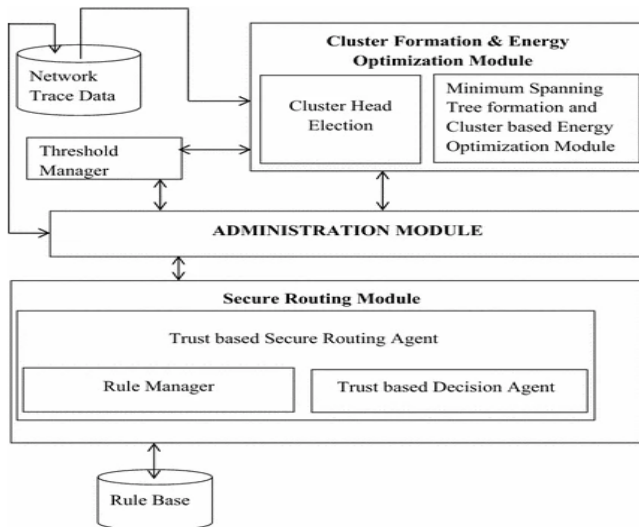 Network
Trace Data
Cluster Formation & Energy
Optimization Module
Cluster Head
Election
Minimum Spanning
Tree formation and
Cluster based Energy
Optimization Module
Threshold
Manager
ADMINISTRATION MODULE
Secure Routing Module
Trust based Secure Routing Agent
Rule Manager
Trust based Decision Agent
Rule Base